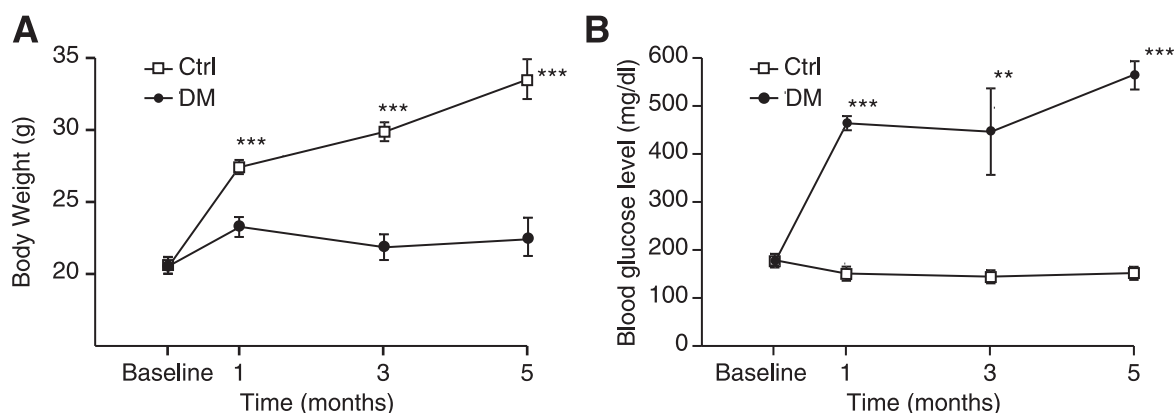 A
Ctrl
DM
Body Weight (g)
35
30
25
20
***
***
***
Baseline 1 3 5
Time (months)
B
Ctrl
DM
Blood glucose level (mg/dl)
600
500
400
300
200
100
0
***
**
***
Baseline 1 3 5
Time (months)